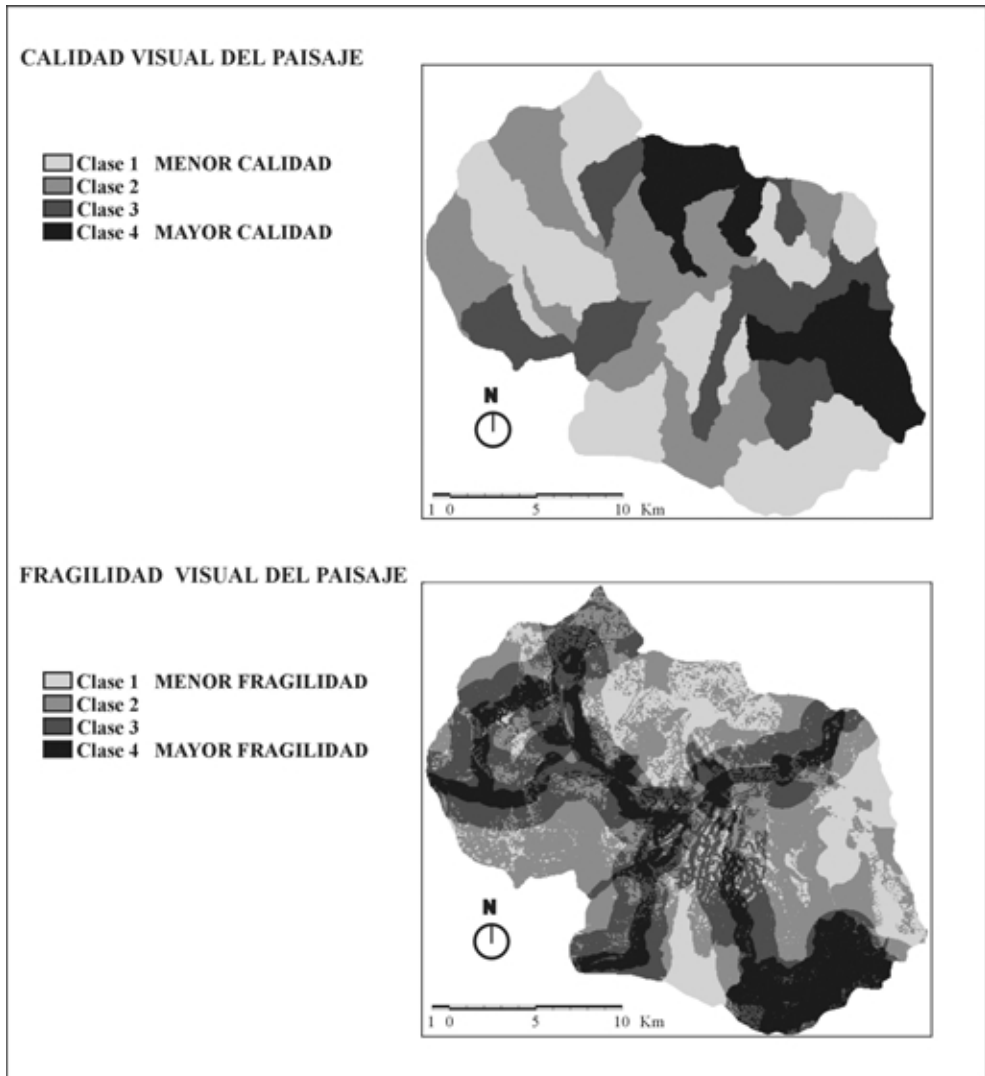 CALIDAD VISUAL DEL PAISAJE
Clase 1 MENOR CALIDAD
Clase 2
Clase 3
Clase 4 MAYOR CALIDAD
N
1 0 5 10 Km
FRAGILIDAD VISUAL DEL PAISAJE
Clase 1 MENOR FRAGILIDAD
Clase 2
Clase 3
Clase 4 MAYOR FRAGILIDAD
N
1 0 5 10 Km